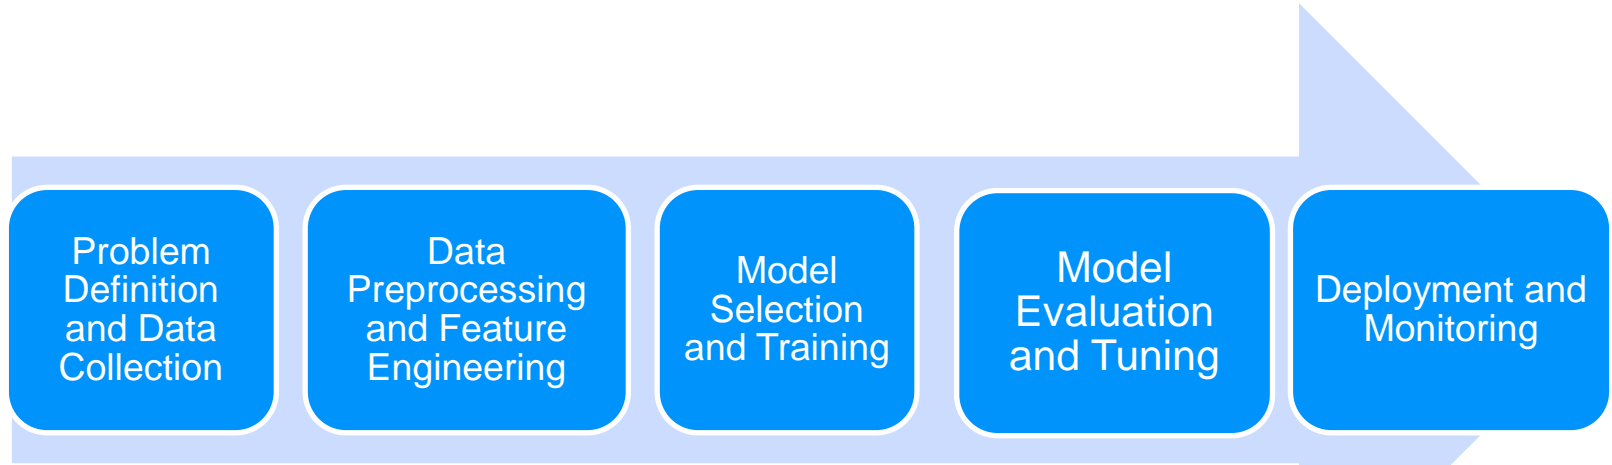 Problem
Definition
and Data
Collection
Data
Preprocessing
and Feature
Engineering
Model
Selection
and Training
Model
Evaluation
and Tuning
Deployment and
Monitoring